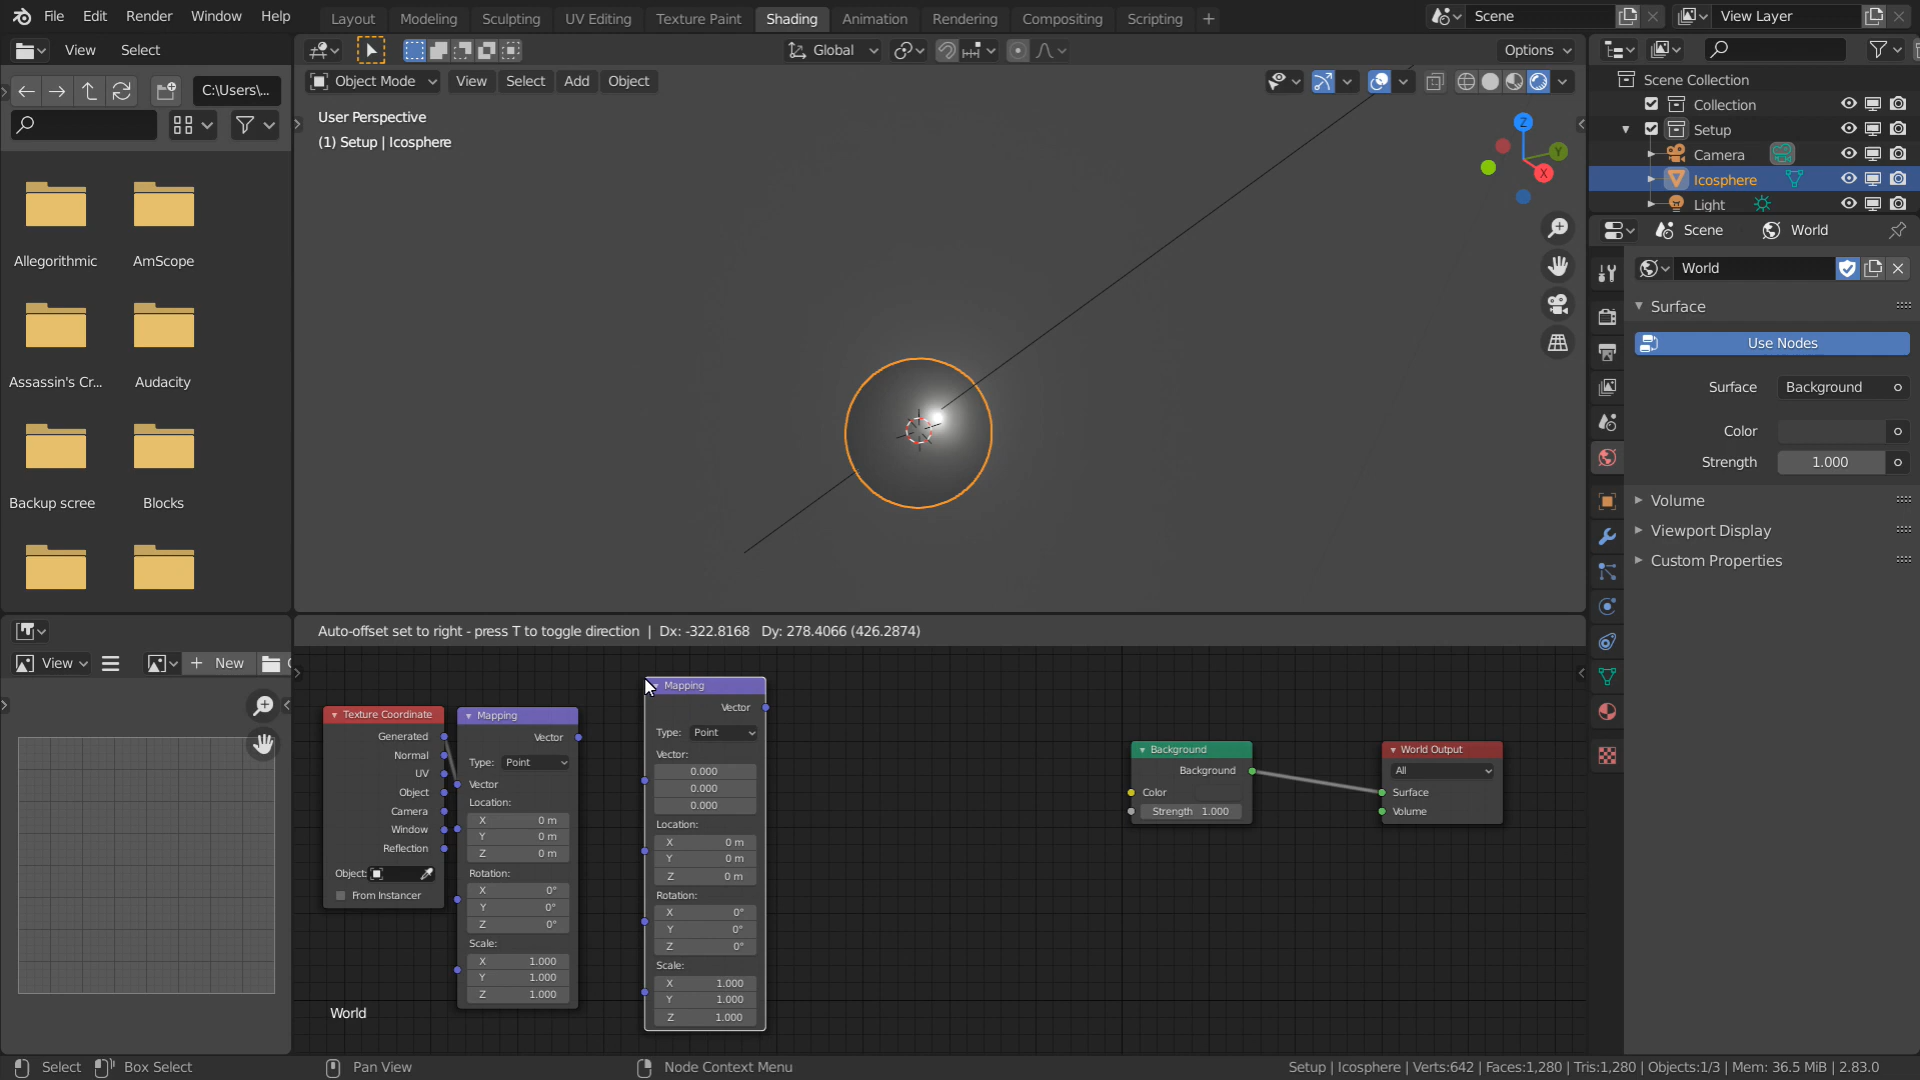 File Edit Render Window Help
Layout Modeling Sculpting UV Editing Texture Paint Shading Animation Rendering Compositing Scripting +
Scene
View Layer
View Select
Global
Options
C:\Users\...
Object Mode View Select Add Object
User Perspective
(1) Setup | Icosphere
Z
Y
X
Allegorithmic
AmScope
Assassin's Cr...
Audacity
Backup scree
Blocks
Scene Collection
Collection
Setup
Camera
Icosphere
Light
Scene World
World
Surface
Use Nodes
Surface Background
Color
Strength 1.000
Volume
Viewport Display
Custom Properties
Auto-offset set to right - press T to toggle direction | Dx: -322.8168 Dy: 278.4066 (426.2874)
View
+ New
Texture Coordinate
Generated
Normal
UV
Object
Camera
Window
Reflection
Object:
From Instancer
Mapping
Vector
Type: Point
Vector
Location:
X 0 m
Y 0 m
Z 0 m
Rotation:
X 0°
Y 0°
Z 0°
Scale:
X 1.000
Y 1.000
Z 1.000
Mapping
Vector
Type: Point
Vector:
0.000
0.000
0.000
Location:
X 0 m
Y 0 m
Z 0 m
Rotation:
X 0°
Y 0°
Z 0°
Scale:
X 1.000
Y 1.000
Z 1.000
Background
Background
Color
Strength 1.000
World Output
All
Surface
Volume
World
Select Box Select Pan View Node Context Menu
Setup | Icosphere | Verts:642 | Faces:1,280 | Tris:1,280 | Objects:1/3 | Mem: 36.5 MiB | 2.83.0